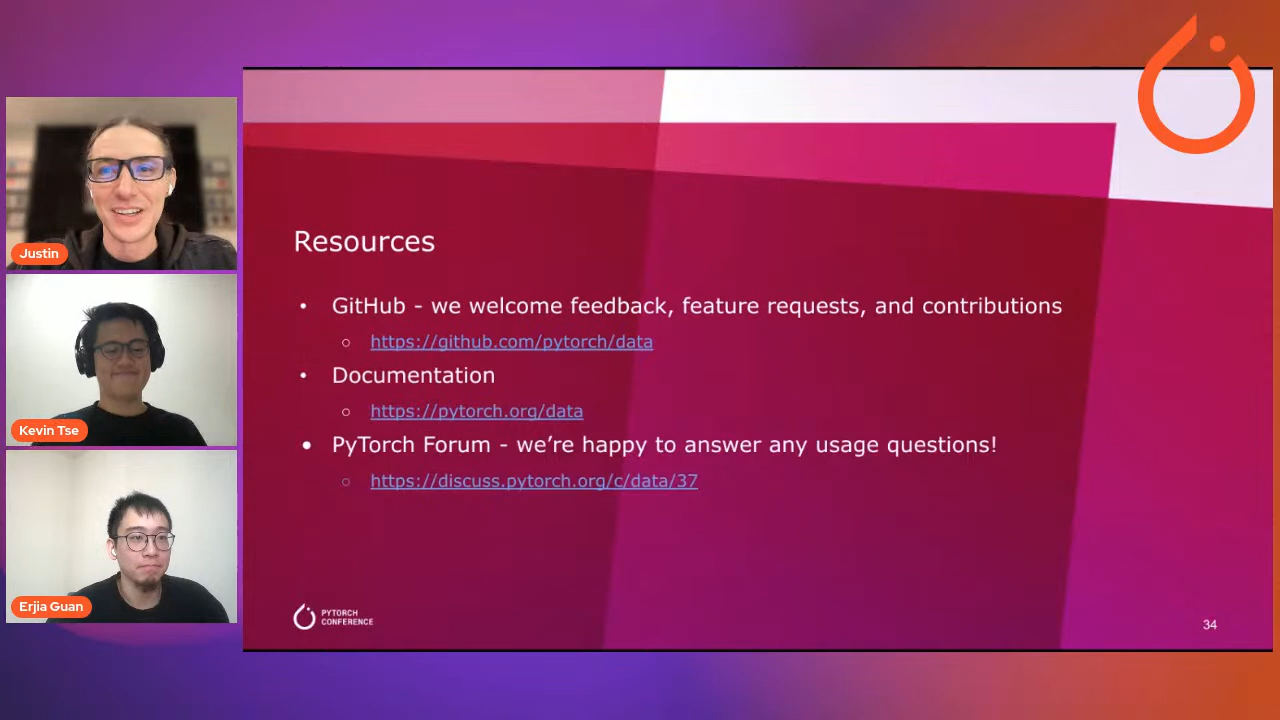 Justin
Kevin Tse
Erjia Guan
Resources
• GitHub - we welcome feedback, feature requests, and contributions
○ https://github.com/pytorch/data
• Documentation
○ https://pytorch.org/data
• PyTorch Forum - we’re happy to answer any usage questions!
○ https://discuss.pytorch.org/c/data/37
PYTORCH
CONFERENCE
34